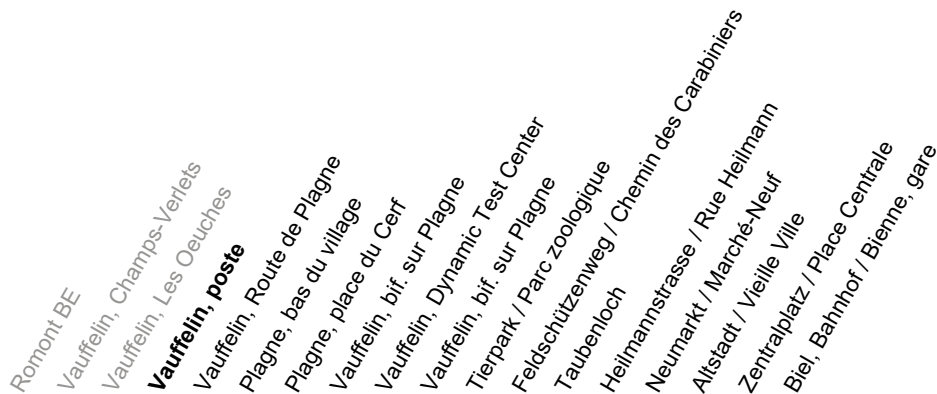 Romont BE
Vauffelin, Champs-Verlets
Vauffelin, Les Oeuches
Vauffelin, poste
Vauffelin, Route de Plagne
Plagne, bas du village
Plagne, place du Cerf
Vauffelin, bif. sur Plagne
Vauffelin, Dynamic Test Center
Vauffelin, bif. sur Plagne
Tierpark / Parc zoologique
Feldschützenweg / Chemin des Carabiniers
Taubenloch
Heilmannstrasse / Rue Heilmann
Neumarkt / Marché-Neuf
Altstadt / Vieille Ville
Zentralplatz / Place Centrale
Biel, Bahnhof / Bienne, gare